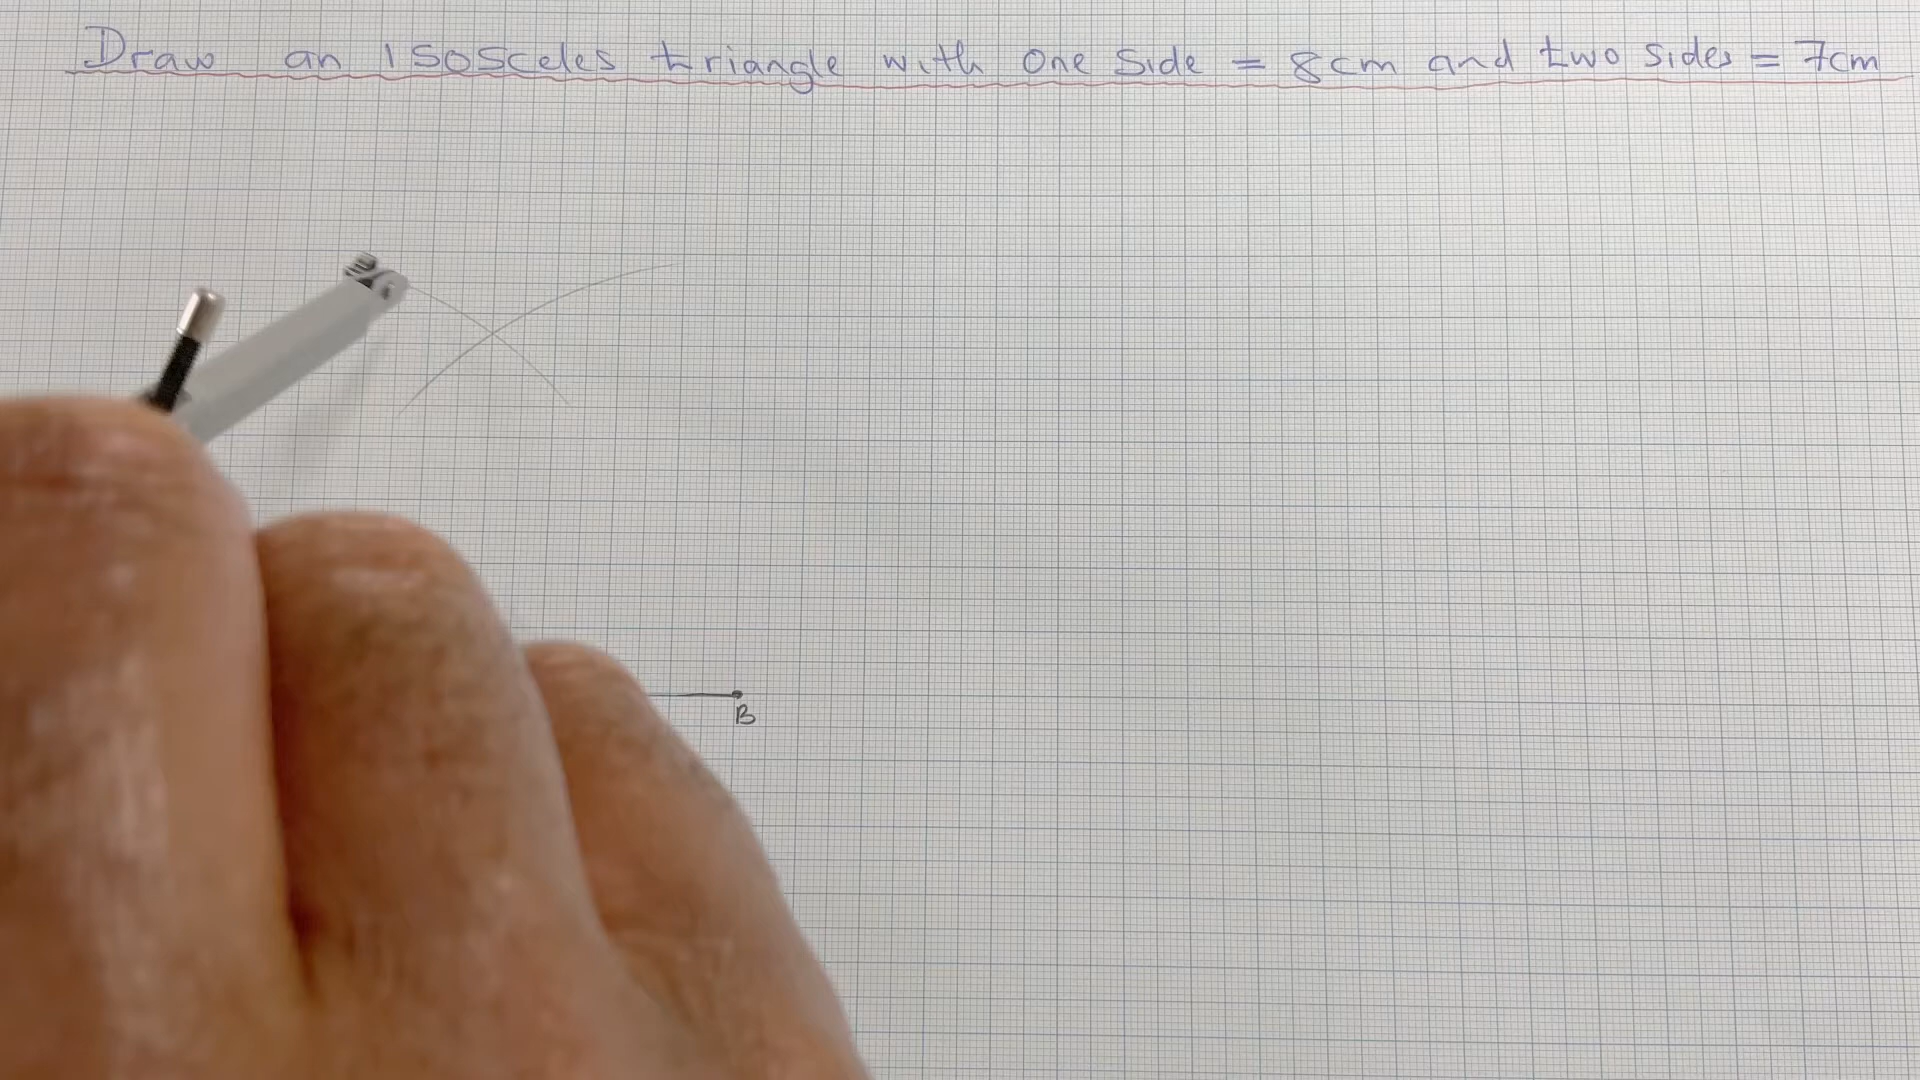 Draw an isosceles triangle with one side = 8cm and two sides = 7cm
B